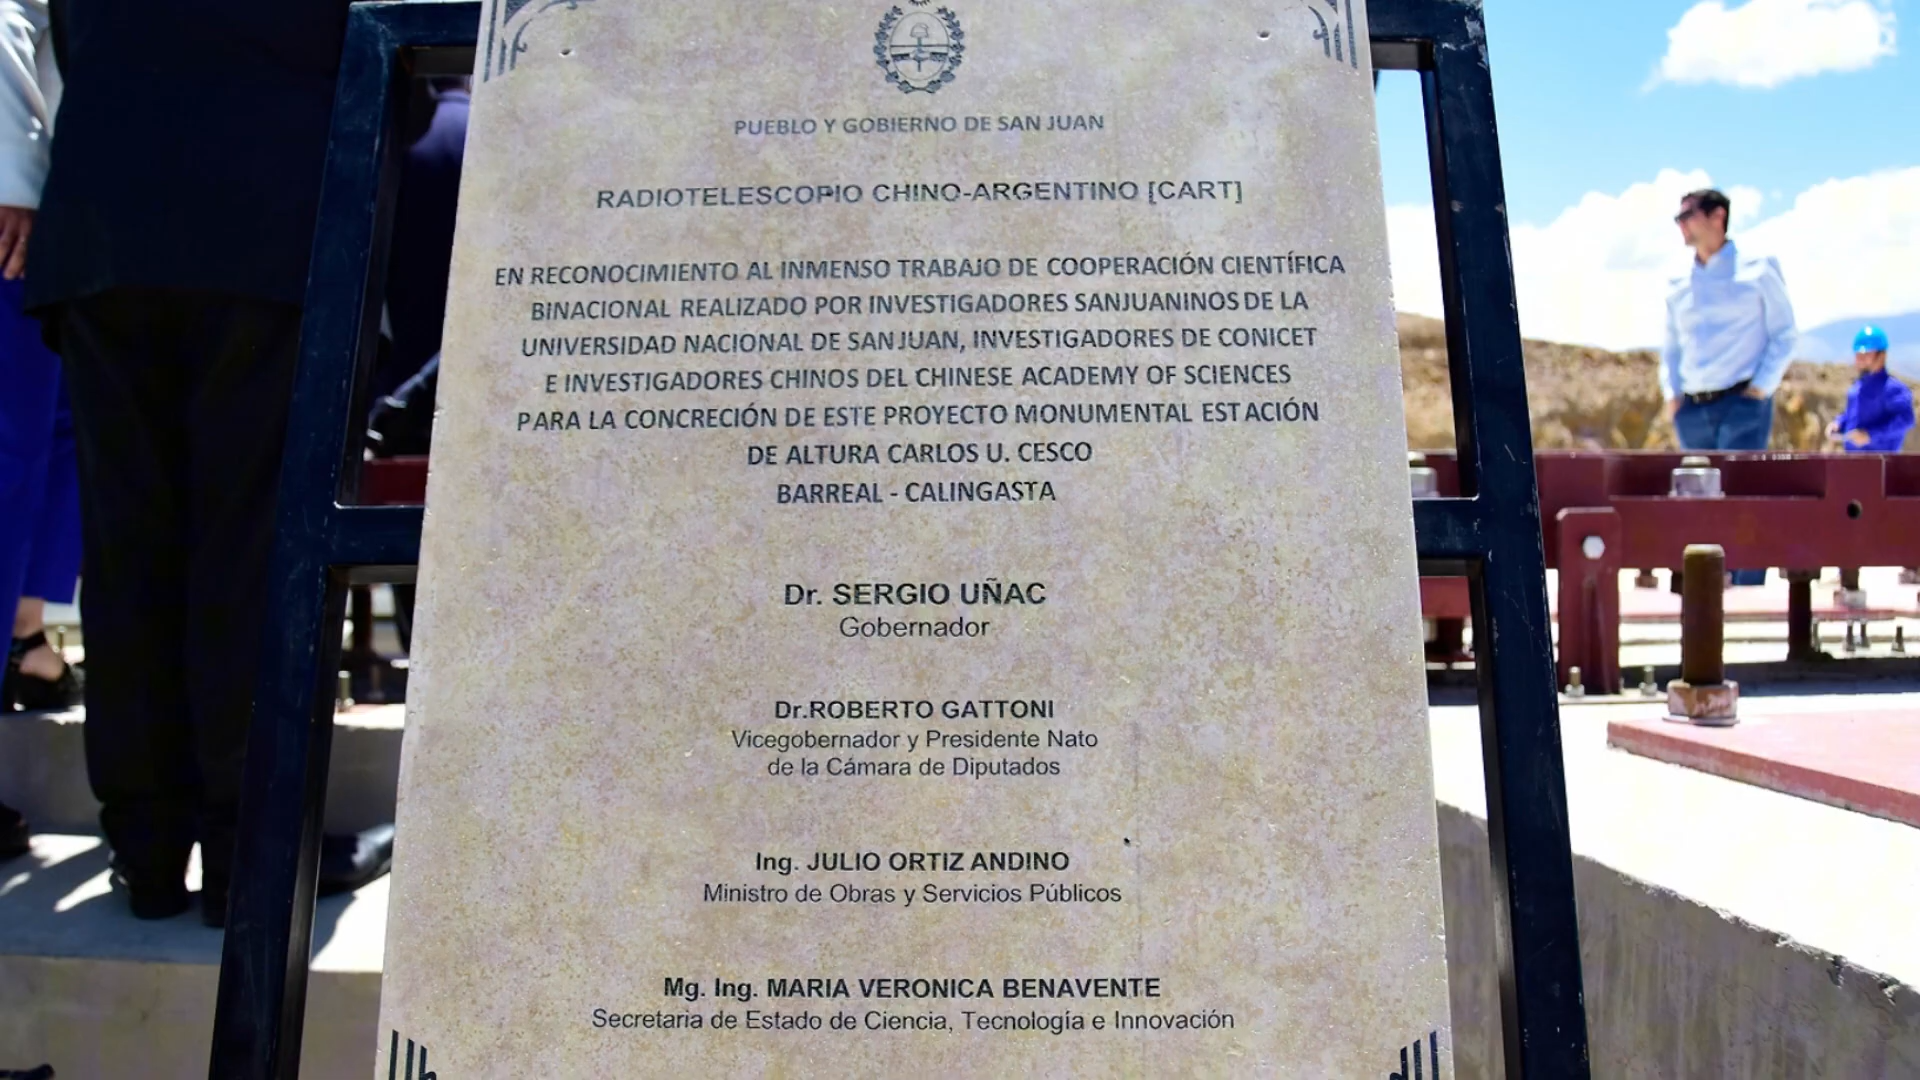 PUEBLO Y GOBIERNO DE SAN JUAN
RADIOTELESCOPIO CHINO-ARGENTINO [CART]
EN RECONOCIMIENTO AL INMENSO TRABAJO DE COOPERACIÓN CIENTÍFICA
BINACIONAL REALIZADO POR INVESTIGADORES SANJUANINOS DE LA
UNIVERSIDAD NACIONAL DE SAN JUAN, INVESTIGADORES DE CONICET
E INVESTIGADORES CHINOS DEL CHINESE ACADEMY OF SCIENCES
PARA LA CONCRECIÓN DE ESTE PROYECTO MONUMENTAL ESTACIÓN
DE ALTURA CARLOS U. CESCO
BARREAL - CALINGASTA
Dr. SERGIO UÑAC
Gobernador
Dr.ROBERTO GATTONI
Vicegobernador y Presidente Nato
de la Cámara de Diputados
Ing. JULIO ORTIZ ANDINO
Ministro de Obras y Servicios Públicos
Mg. Ing. MARIA VERONICA BENAVENTE
Secretaria de Estado de Ciencia, Tecnología e Innovación